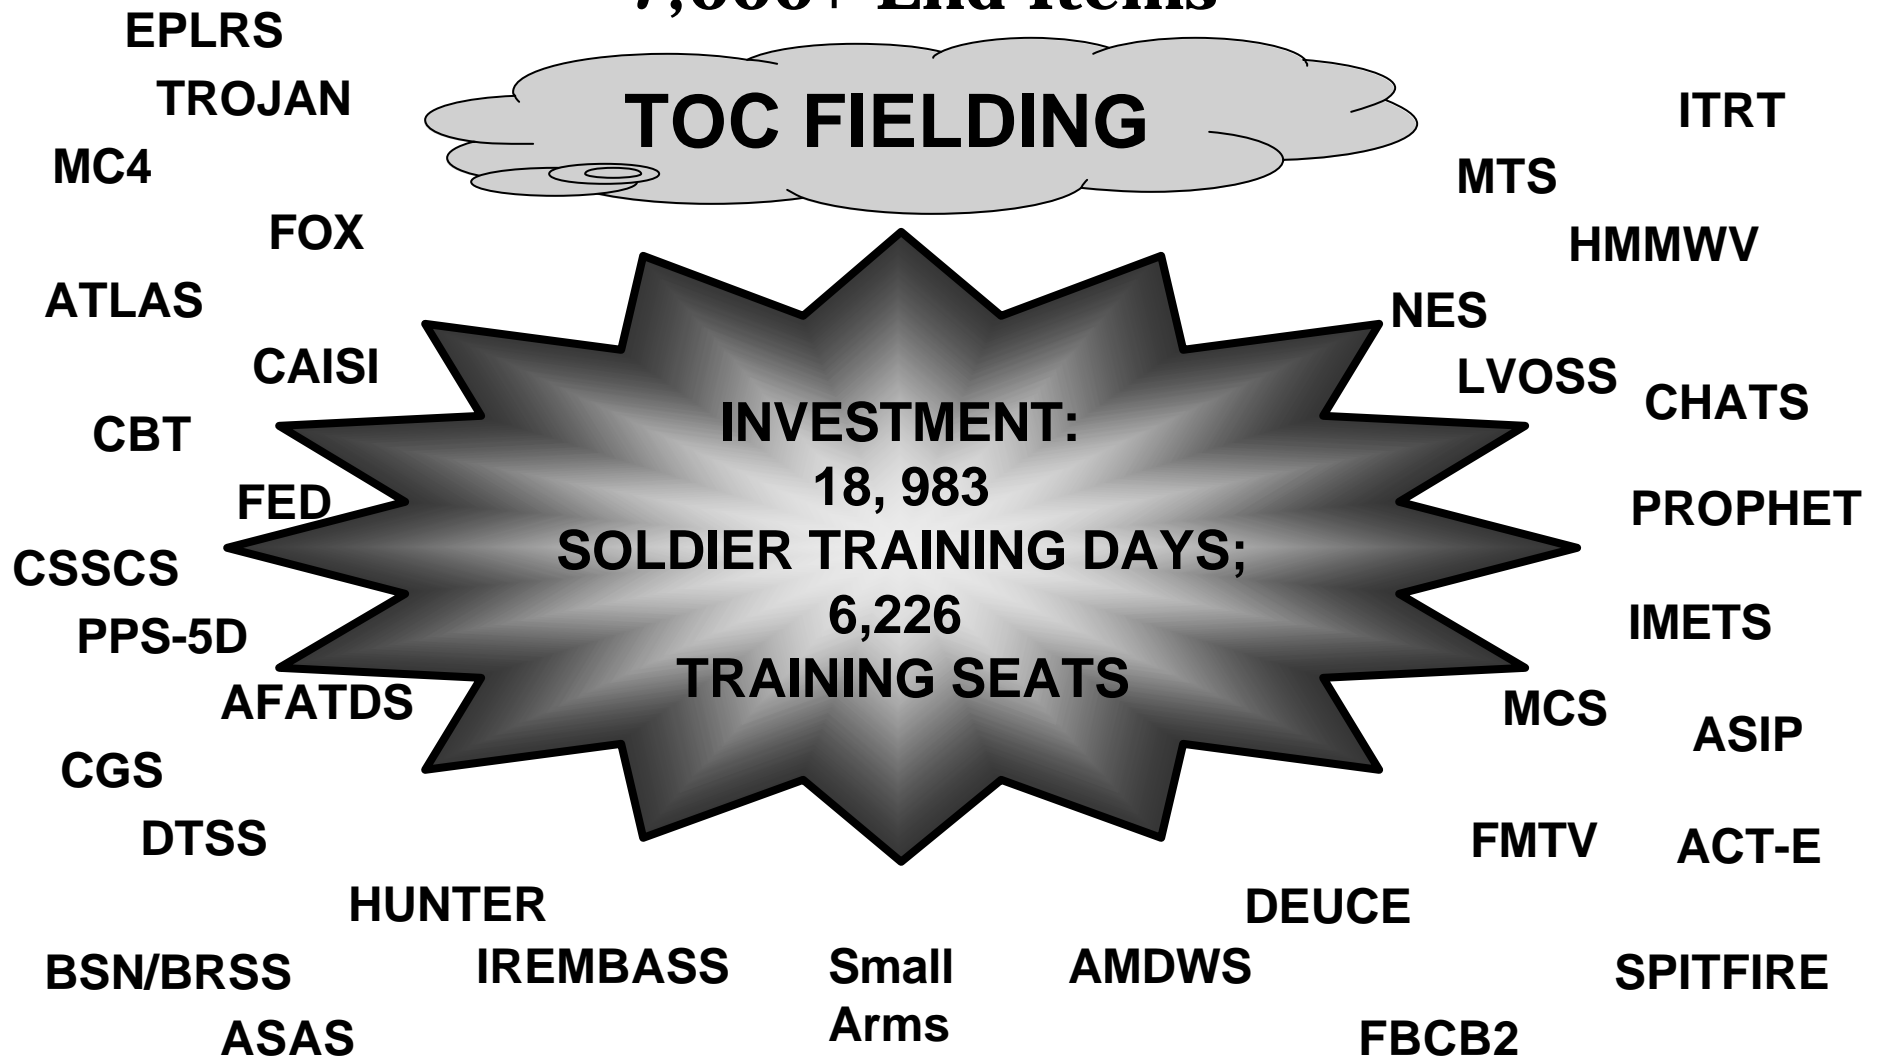 End Items
EPLRS
TROJAN
MC4
FOX
ATLAS
CAISI
CBT
FED
CSSCS
PPS-5D
AFATDS
CGS
DTSS
HUNTER
BSN/BRSS
ASAS
TOC FIELDING
INVESTMENT:
18, 983
SOLDIER TRAINING DAYS;
6,226
TRAINING SEATS
IREMBASS
Small
Arms
AMDWS
ITRT
MTS
HMMWV
NES
LVOSS
CHATS
PROPHET
IMETS
MCS
ASIP
FMTV
ACT-E
DEUCE
SPITFIRE
FBCB2